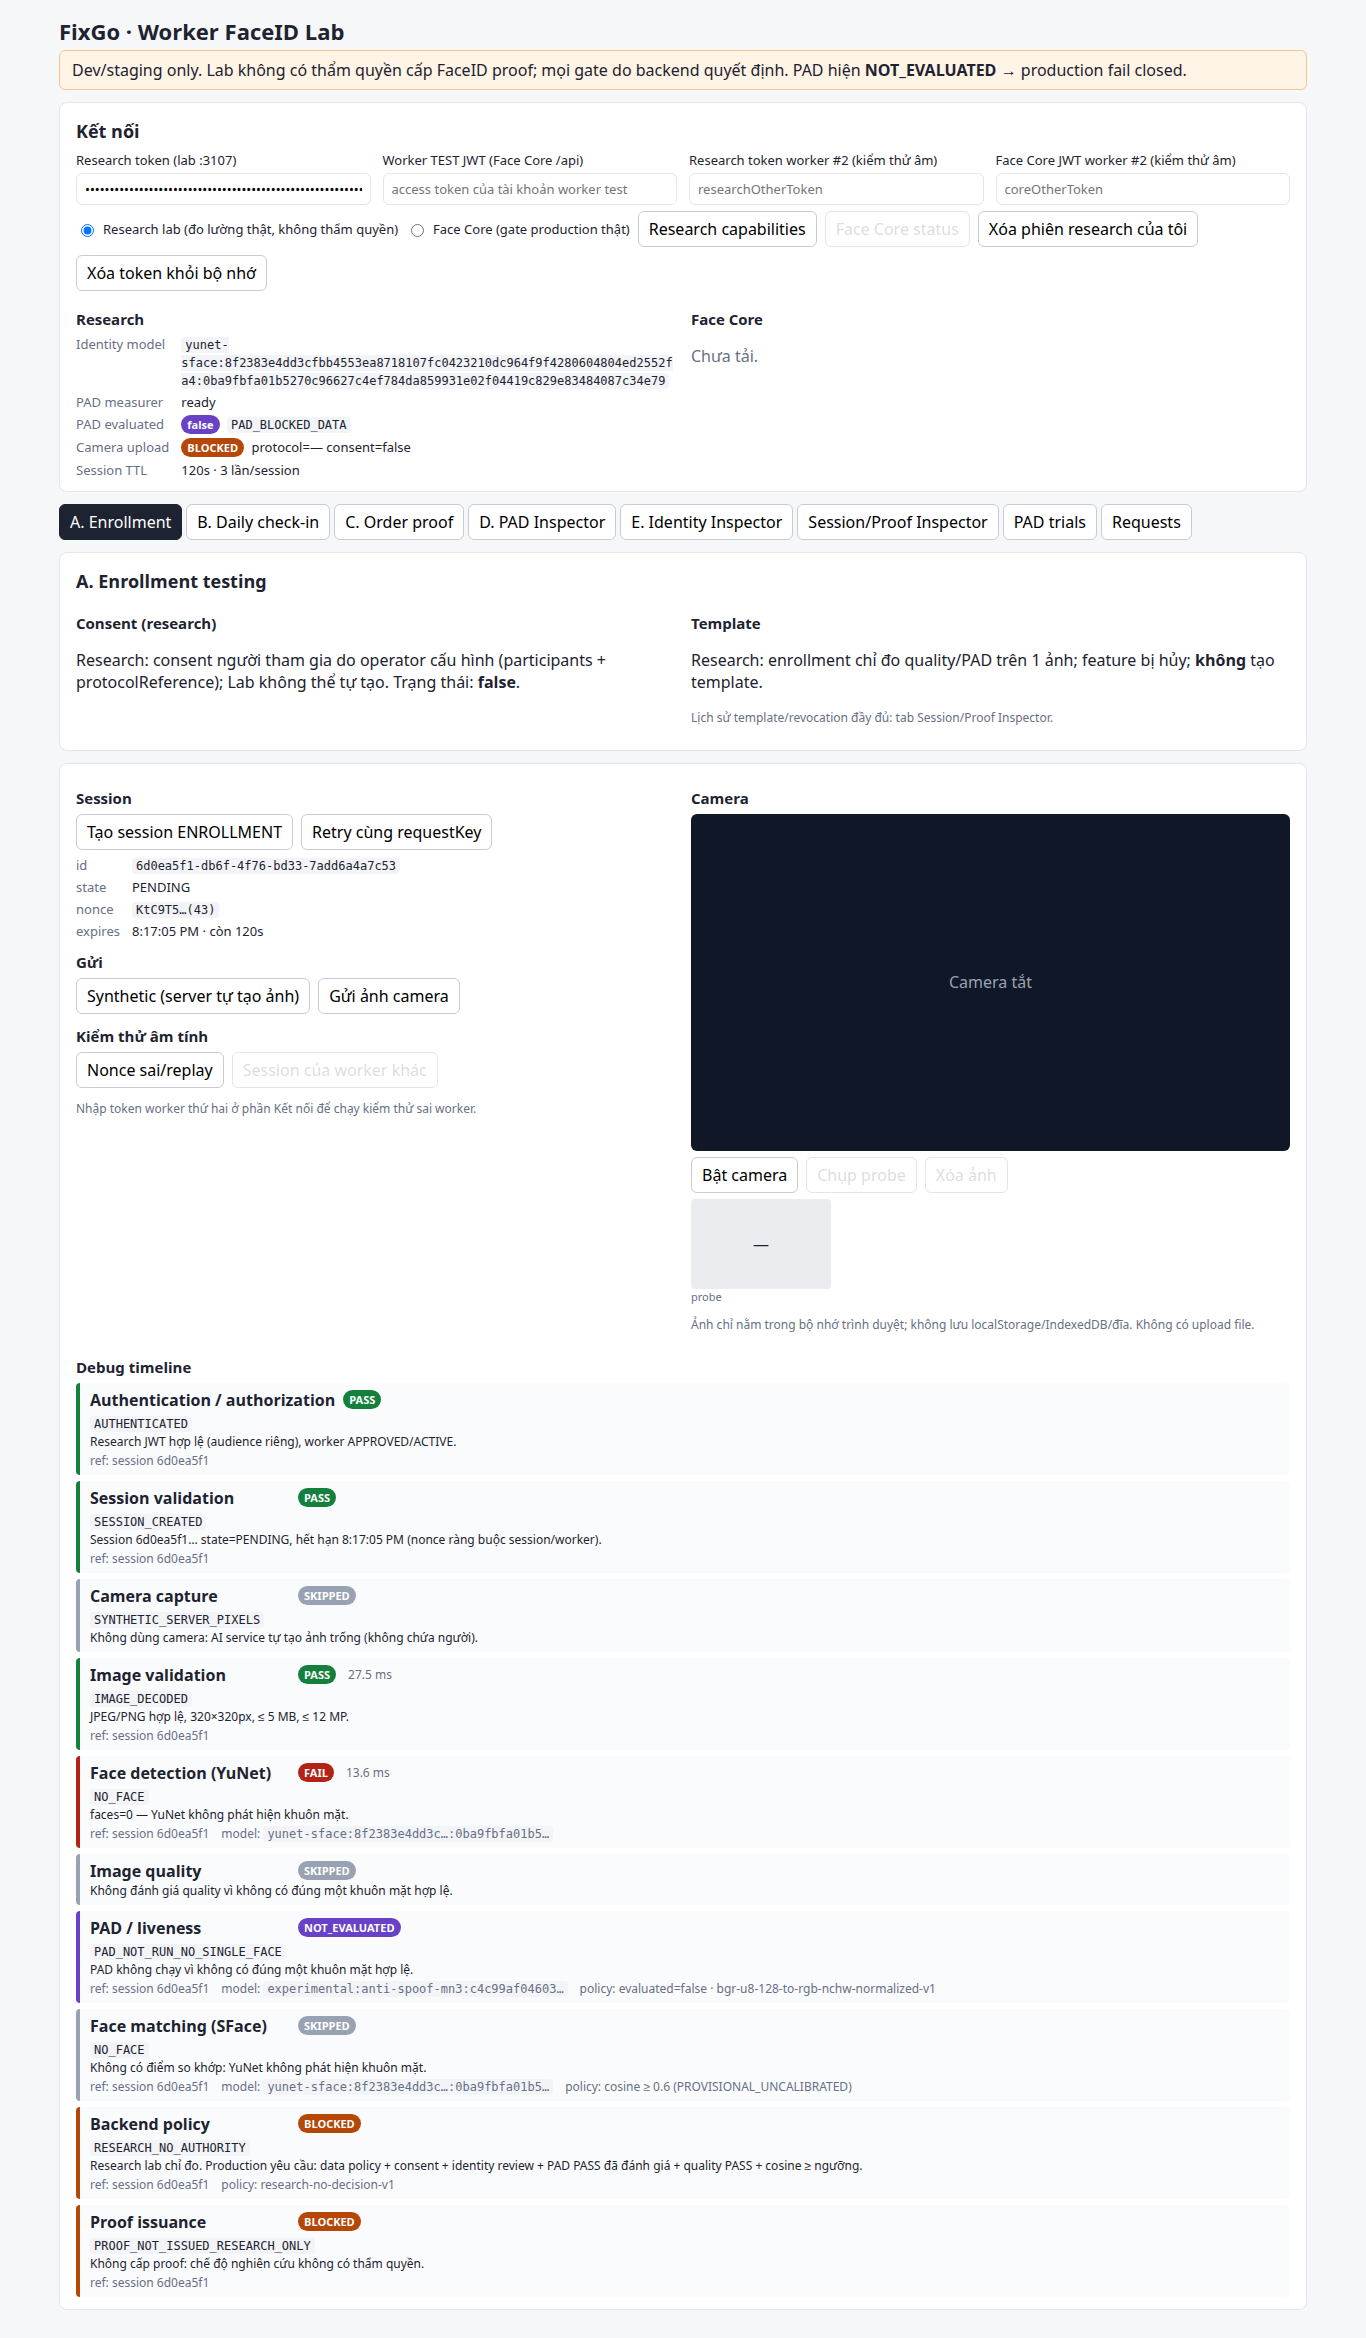 FixGo · Worker FaceID Lab
Dev/staging only. Lab không có thẩm quyền cấp FaceID proof; mọi gate do backend quyết định. PAD hiện NOT_EVALUATED → production fail closed.
Kết nối
Research token (lab :3107)
Worker TEST JWT (Face Core /api)
access token của tài khoản worker test
Research token worker #2 (kiểm thử âm)
researchOtherToken
Face Core JWT worker #2 (kiểm thử âm)
coreOtherToken
Research lab (đo lường thật, không thẩm quyền) Face Core (gate production thật) Research capabilities Face Core status Xóa phiên research của tôi
Xóa token khỏi bộ nhớ
Research
Identity model yunet-
sface:8f2383e4dd3cfbb4553ea8718107fc0423210dc964f9f4280604804ed2552f
a4:0ba9fbfa01b5270c96627c4ef784da859931e02f04419c829e83484087c34e79
PAD measurer ready
PAD evaluated false PAD_BLOCKED_DATA
Camera upload BLOCKED protocol=— consent=false
Session TTL 120s · 3 lần/session
Face Core
Chưa tải.
A. Enrollment B. Daily check-in C. Order proof D. PAD Inspector E. Identity Inspector Session/Proof Inspector PAD trials Requests
A. Enrollment testing
Consent (research)
Research: consent người tham gia do operator cấu hình (participants +
protocolReference); Lab không thể tự tạo. Trạng thái: false.
Template
Research: enrollment chỉ đo quality/PAD trên 1 ảnh; feature bị hủy; không tạo
template.
Lịch sử template/revocation đầy đủ: tab Session/Proof Inspector.
Session
Tạo session ENROLLMENT Retry cùng requestKey
id 6d0ea5f1-db6f-4f76-bd33-7add6a4a7c53
state PENDING
nonce KtC9T5…(43)
expires 8:17:05 PM · còn 120s
Gửi
Synthetic (server tự tạo ảnh) Gửi ảnh camera
Kiểm thử âm tính
Nonce sai/replay Session của worker khác
Nhập token worker thứ hai ở phần Kết nối để chạy kiểm thử sai worker.
Camera
Camera tắt
Bật camera Chụp probe Xóa ảnh
—
probe
Ảnh chỉ nằm trong bộ nhớ trình duyệt; không lưu localStorage/IndexedDB/đĩa. Không có upload file.
Debug timeline
Authentication / authorization PASS
AUTHENTICATED
Research JWT hợp lệ (audience riêng), worker APPROVED/ACTIVE.
ref: session 6d0ea5f1
Session validation PASS
SESSION_CREATED
Session 6d0ea5f1… state=PENDING, hết hạn 8:17:05 PM (nonce ràng buộc session/worker).
ref: session 6d0ea5f1
Camera capture SKIPPED
SYNTHETIC_SERVER_PIXELS
Không dùng camera: AI service tự tạo ảnh trống (không chứa người).
Image validation PASS 27.5 ms
IMAGE_DECODED
JPEG/PNG hợp lệ, 320×320px, ≤ 5 MB, ≤ 12 MP.
ref: session 6d0ea5f1
Face detection (YuNet) FAIL 13.6 ms
NO_FACE
faces=0 — YuNet không phát hiện khuôn mặt.
ref: session 6d0ea5f1 model: yunet-sface:8f2383e4dd3c…:0ba9fbfa01b5…
Image quality SKIPPED
Không đánh giá quality vì không có đúng một khuôn mặt hợp lệ.
PAD / liveness NOT_EVALUATED
PAD_NOT_RUN_NO_SINGLE_FACE
PAD không chạy vì không có đúng một khuôn mặt hợp lệ.
ref: session 6d0ea5f1 model: experimental:anti-spoof-mn3:c4c99af04603… policy: evaluated=false · bgr-u8-128-to-rgb-nchw-normalized-v1
Face matching (SFace) SKIPPED
NO_FACE
Không có điểm so khớp: YuNet không phát hiện khuôn mặt.
ref: session 6d0ea5f1 model: yunet-sface:8f2383e4dd3c…:0ba9fbfa01b5… policy: cosine ≥ 0.6 (PROVISIONAL_UNCALIBRATED)
Backend policy BLOCKED
RESEARCH_NO_AUTHORITY
Research lab chỉ đo. Production yêu cầu: data policy + consent + identity review + PAD PASS đã đánh giá + quality PASS + cosine ≥ ngưỡng.
ref: session 6d0ea5f1 policy: research-no-decision-v1
Proof issuance BLOCKED
PROOF_NOT_ISSUED_RESEARCH_ONLY
Không cấp proof: chế độ nghiên cứu không có thẩm quyền.
ref: session 6d0ea5f1